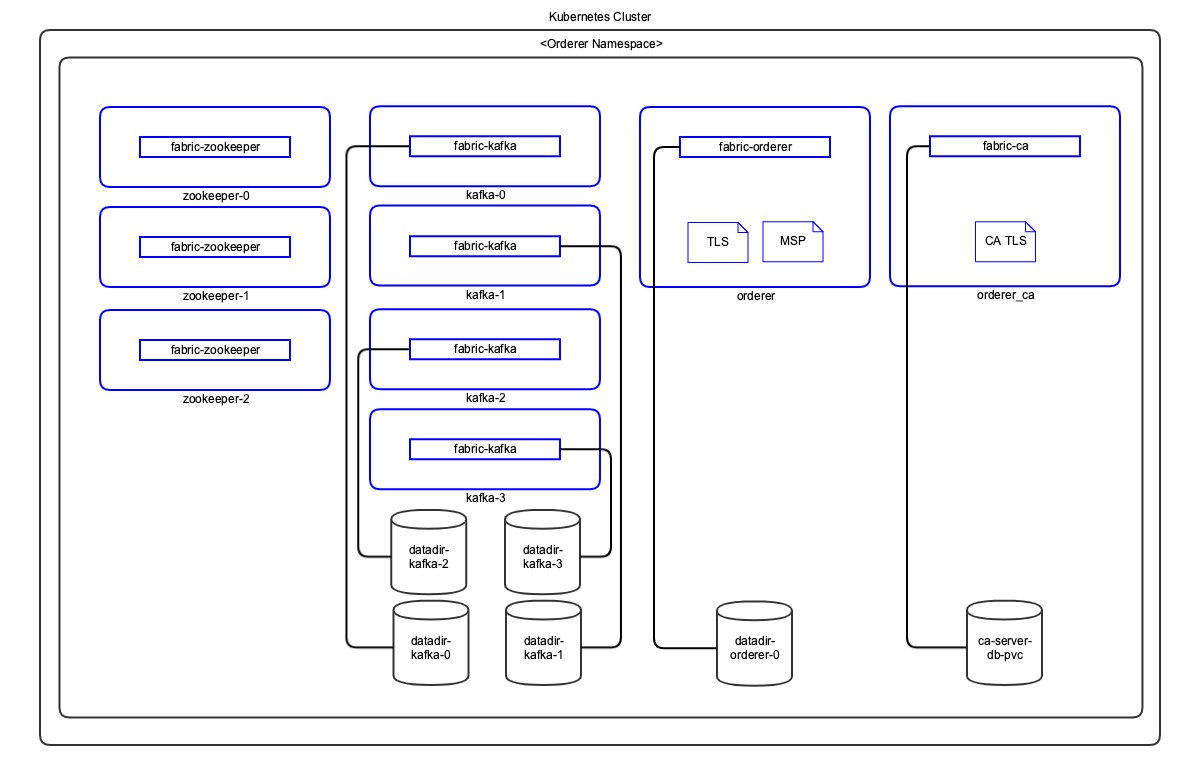 Kubernetes Cluster
<Orderer Namespace>
fabric-zookeeper
zookeeper-0
fabric-zookeeper
zookeeper-1
fabric-zookeeper
zookeeper-2
fabric-kafka
kafka-0
fabric-kafka
kafka-1
fabric-kafka
kafka-2
fabric-kafka
kafka-3
datadir-
kafka-2
datadir-
kafka-3
datadir-
kafka-0
datadir-
kafka-1
fabric-orderer
TLS
MSP
orderer
datadir-
orderer-0
fabric-ca
CA TLS
orderer_ca
ca-server-
db-pvc